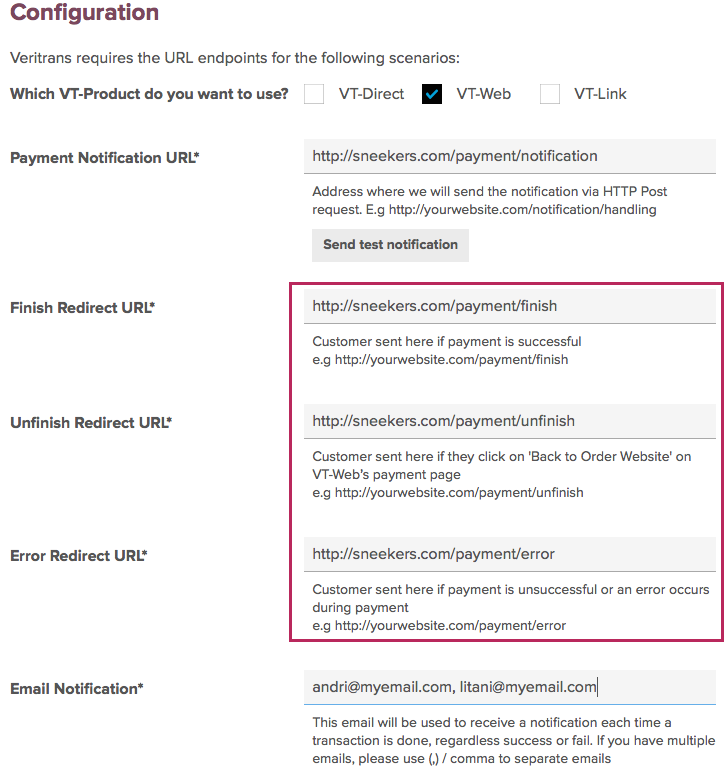 Configuration
Veritrans requires the URL endpoints for the following scenarios:
Which VT-Product do you want to use? VT-Direct VT-Web VT-Link
Payment Notification URL* http://sneekers.com/payment/notification
Address where we will send the notification via HTTP Post
request. E.g http://yourwebsite.com/notification/handling
Send test notification
Finish Redirect URL* http://sneekers.com/payment/finish
Customer sent here if payment is successful
e.g http://yourwebsite.com/payment/finish
Unfinish Redirect URL* http://sneekers.com/payment/unfinish
Customer sent here if they click on 'Back to Order Website' on
VT-Web's payment page
e.g http://yourwebsite.com/payment/unfinish
Error Redirect URL* http://sneekers.com/payment/error
Customer sent here if payment is unsuccessful or an error occurs
during payment
e.g http://yourwebsite.com/payment/error
Email Notification* andri@myemail.com, litani@myemail.com
This email will be used to receive a notification each time a
transaction is done, regardless success or fail. If you have multiple
emails, please use (,) / comma to separate emails